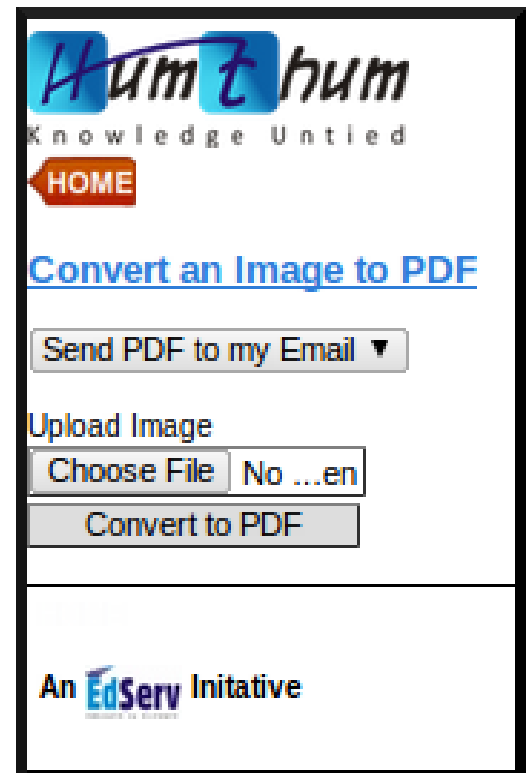 HumThum
Knowledge Untied
HOME
Convert an Image to PDF
Send PDF to my Email ▼
Upload Image
Choose File No ...en
Convert to PDF
An EdServ Initative